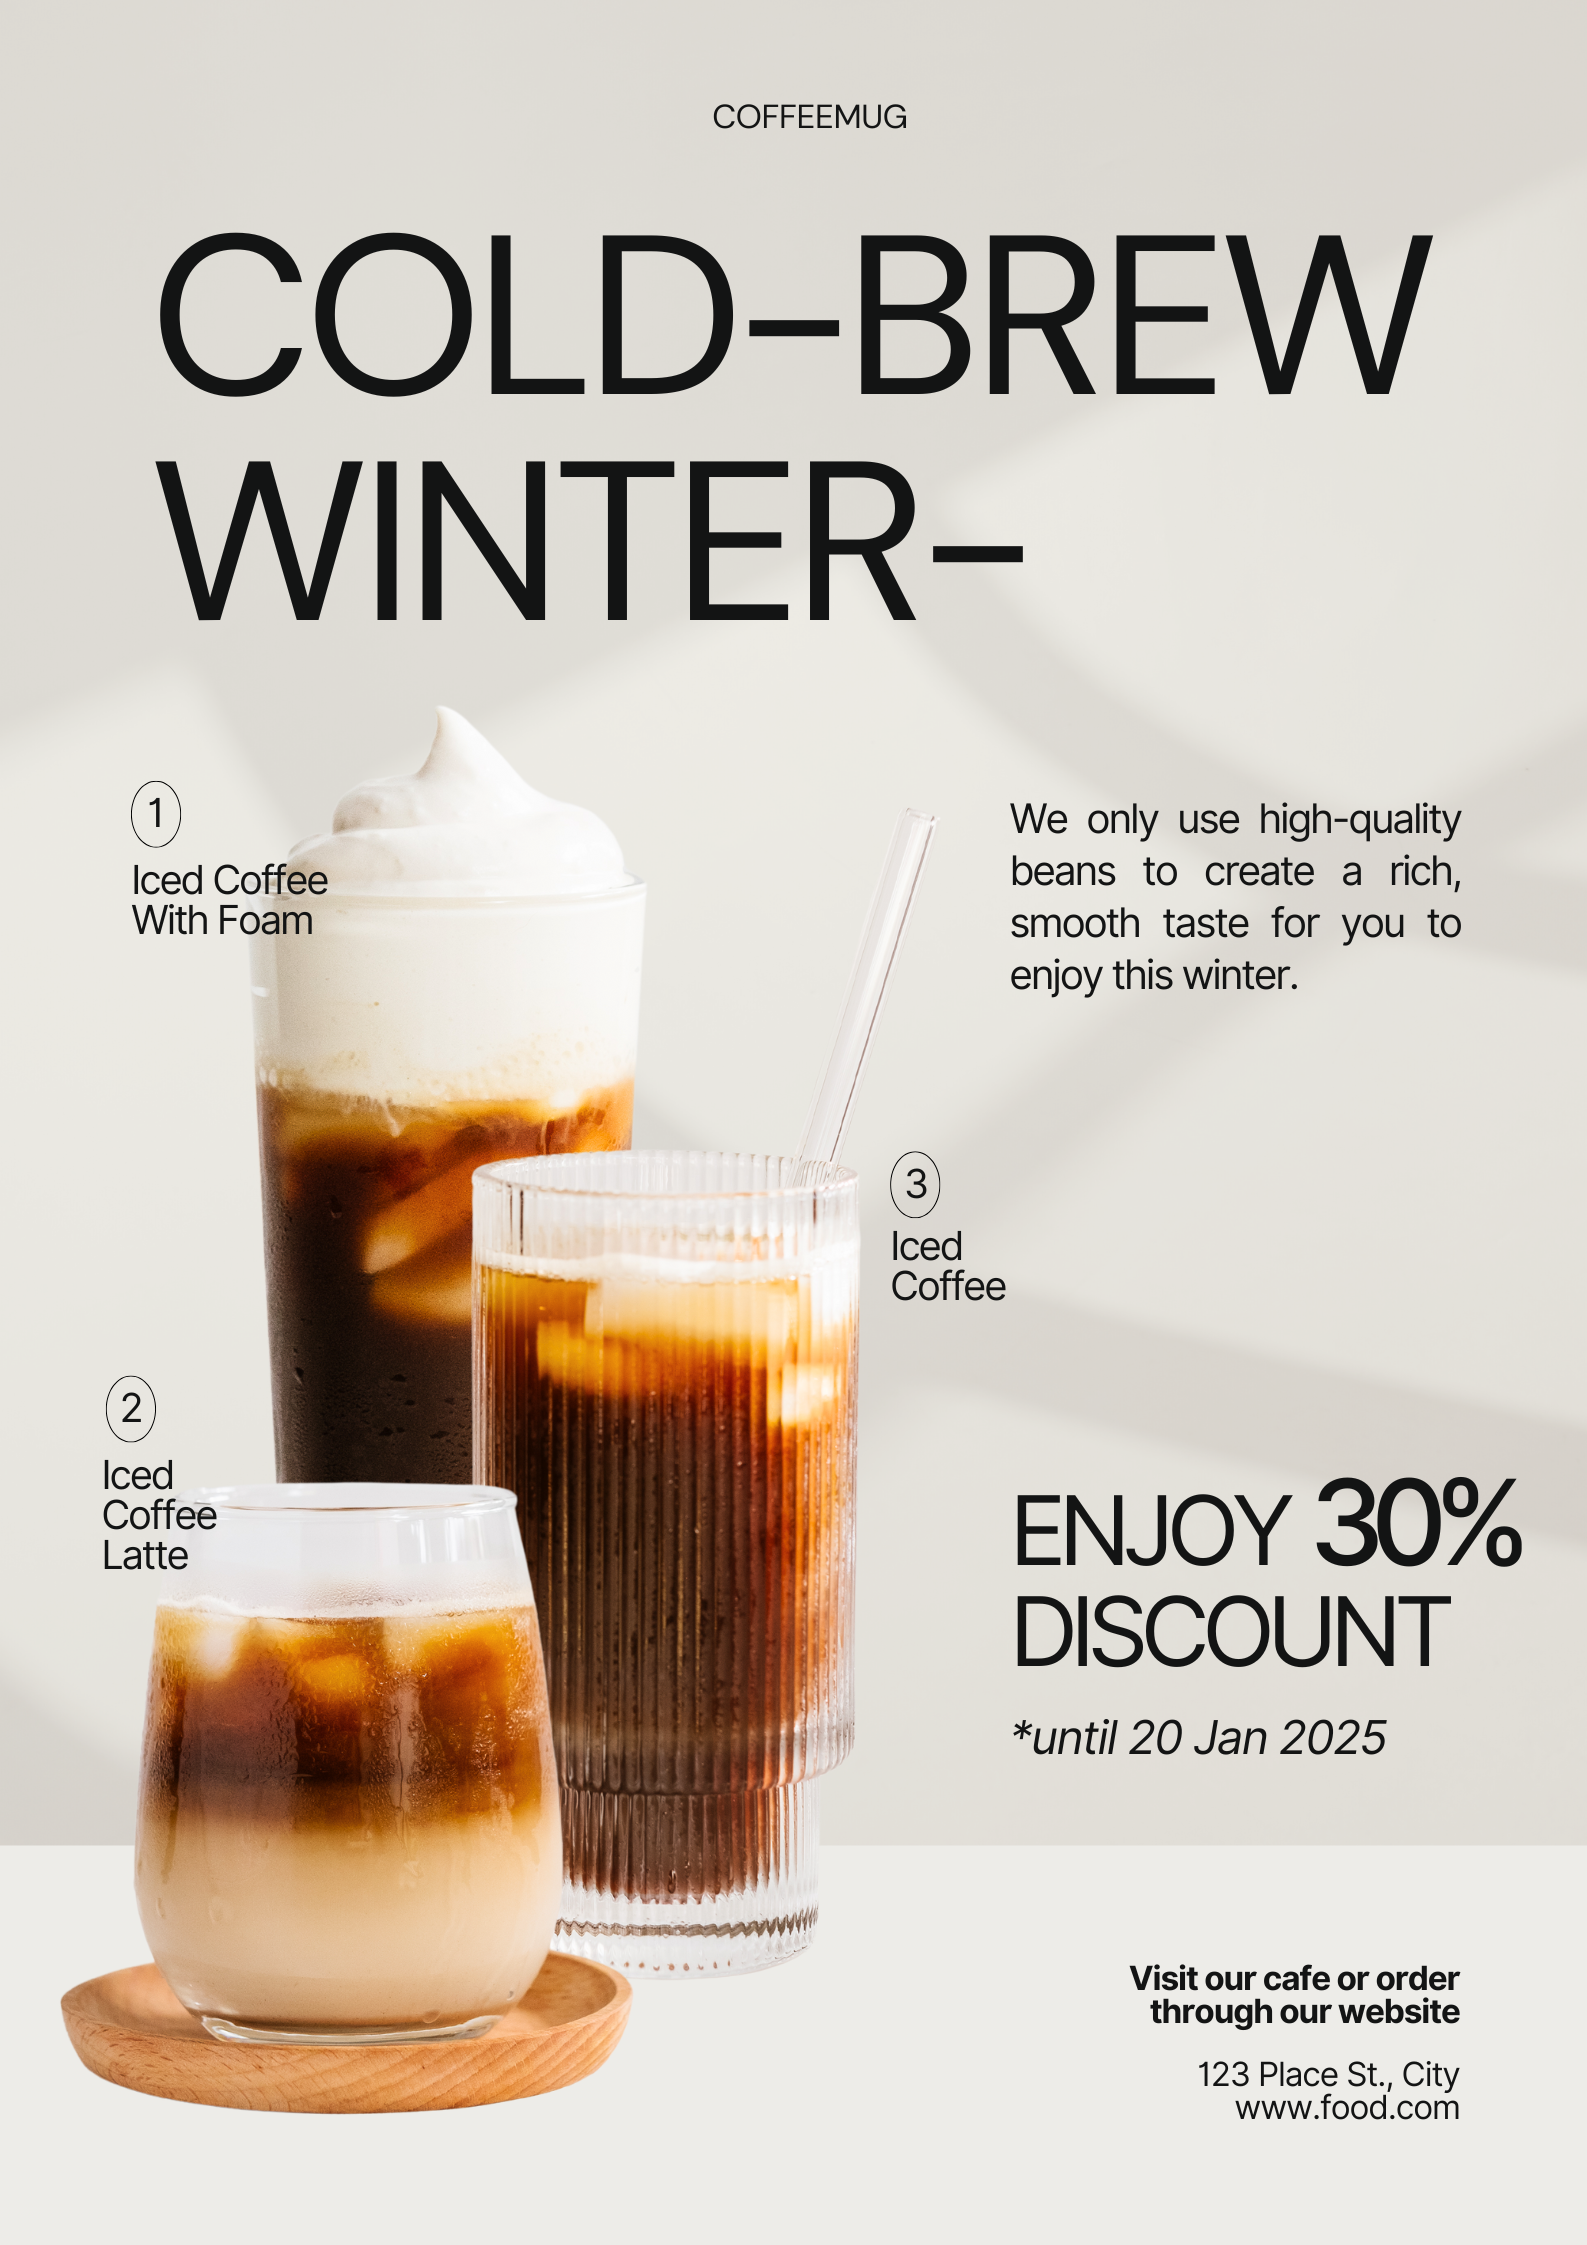 COFFEEMUG
COLD–BREW
WINTER–
1
Iced Coffee
With Foam
We only use high-quality
beans to create a rich,
smooth taste for you to
enjoy this winter.
3
Iced
Coffee
2
Iced
Coffee
Latte
ENJOY 30%
DISCOUNT
*until 20 Jan 2025
Visit our cafe or order
through our website
123 Place St., City
www.food.com